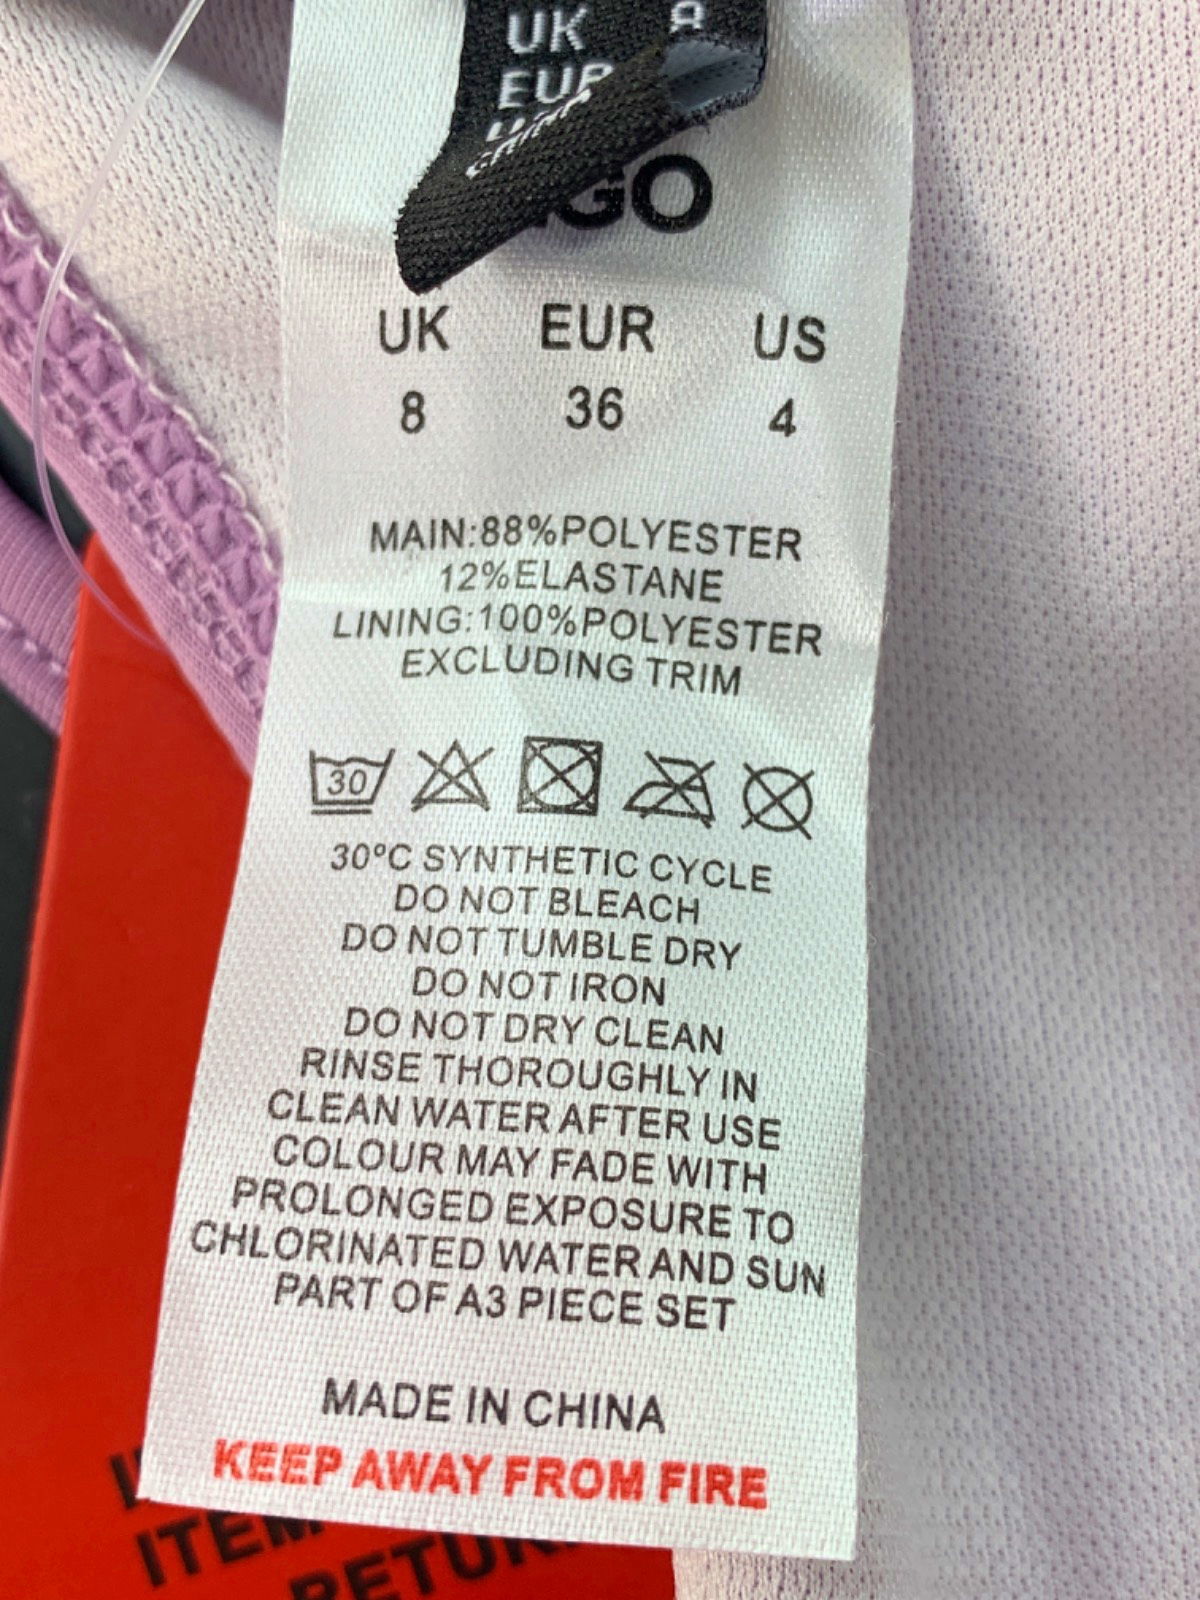 UK
EUR
GO
UK EUR US
8 36 4
MAIN:88%POLYESTER
12%ELASTANE
LINING:100%POLYESTER
EXCLUDING TRIM
30
30°C SYNTHETIC CYCLE
DO NOT BLEACH
DO NOT TUMBLE DRY
DO NOT IRON
DO NOT DRY CLEAN
RINSE THOROUGHLY IN
CLEAN WATER AFTER USE
COLOUR MAY FADE WITH
PROLONGED EXPOSURE TO
CHLORINATED WATER AND SUN
PART OF A3 PIECE SET
MADE IN CHINA
KEEP AWAY FROM FIRE
ITEM
RETUR